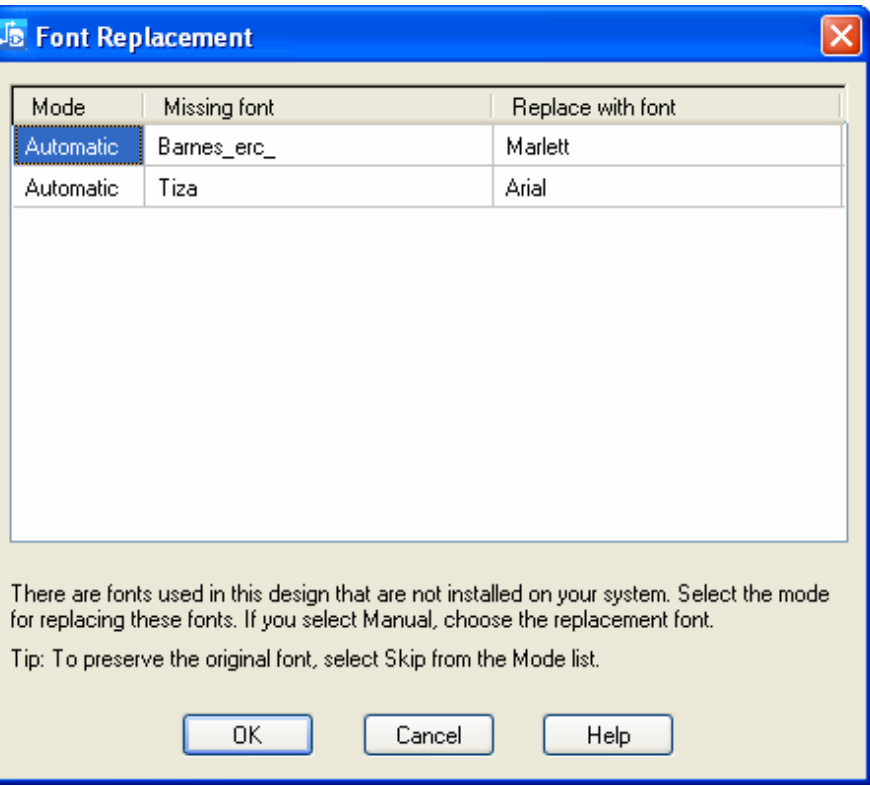 Font Replacement
Mode Missing font Replace with font
Automatic Barnes_erc_ Marlett
Automatic Tiza Arial
There are fonts used in this design that are not installed on your system. Select the mode
for replacing these fonts. If you select Manual, choose the replacement font.
Tip: To preserve the original font, select Skip from the Mode list.
OK Cancel Help